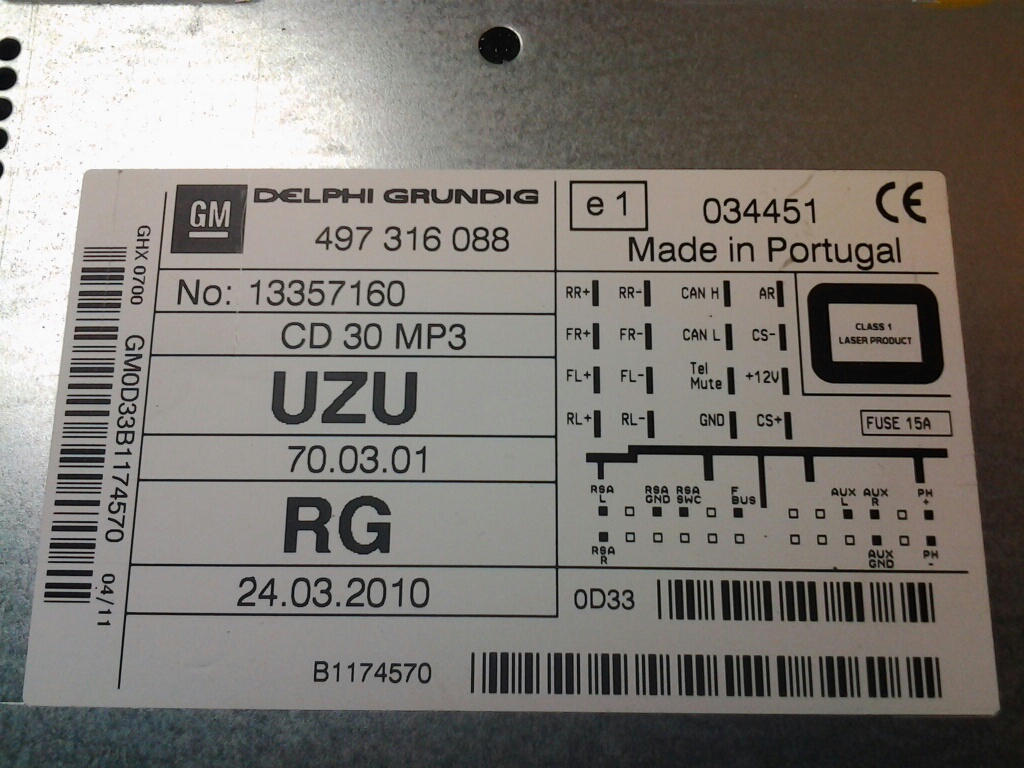 GM DELPHI GRUNDIG
497 316 088
No: 13357160
CD 30 MP3
UZU
70.03.01
RG
24.03.2010
B1174570
GHX 0700 GM0D33B1174570 04/11
e 1 034451 CE
Made in Portugal
RR+ RR- CAN H AR
FR+ FR- CAN L CS-
FL+ FL- Tel Mute +12V
RL+ RL- GND CS+
CLASS 1
LASER PRODUCT
FUSE 15A
RSA L RSA GND RSA SWC F BUS AUX L AUX R PH +
RSA R AUX GND PH -
0D33